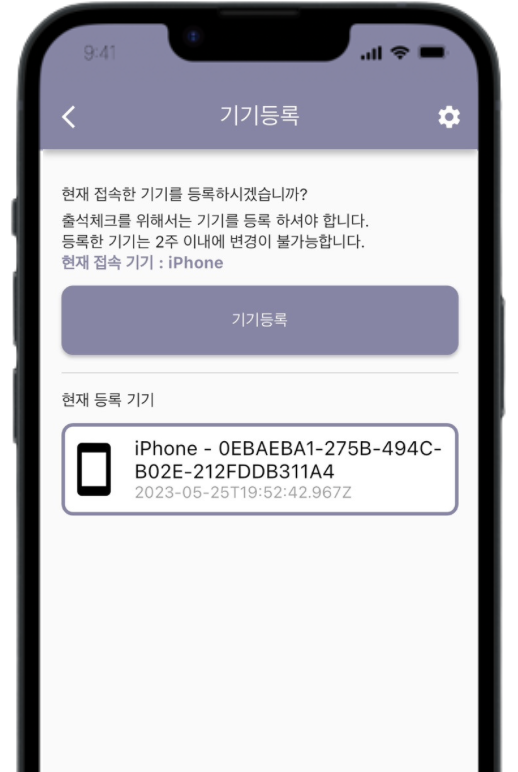 9:41
기기등록
현재 접속한 기기를 등록하시겠습니까?
출석체크를 위해서는 기기를 등록 하셔야 합니다.
등록한 기기는 2주 이내에 변경이 불가능합니다.
현재 접속 기기 : iPhone
기기등록
현재 등록 기기
iPhone - 0EBAEBA1-275B-494C-
B02E-212FDDB311A4
2023-05-25T19:52:42.967Z